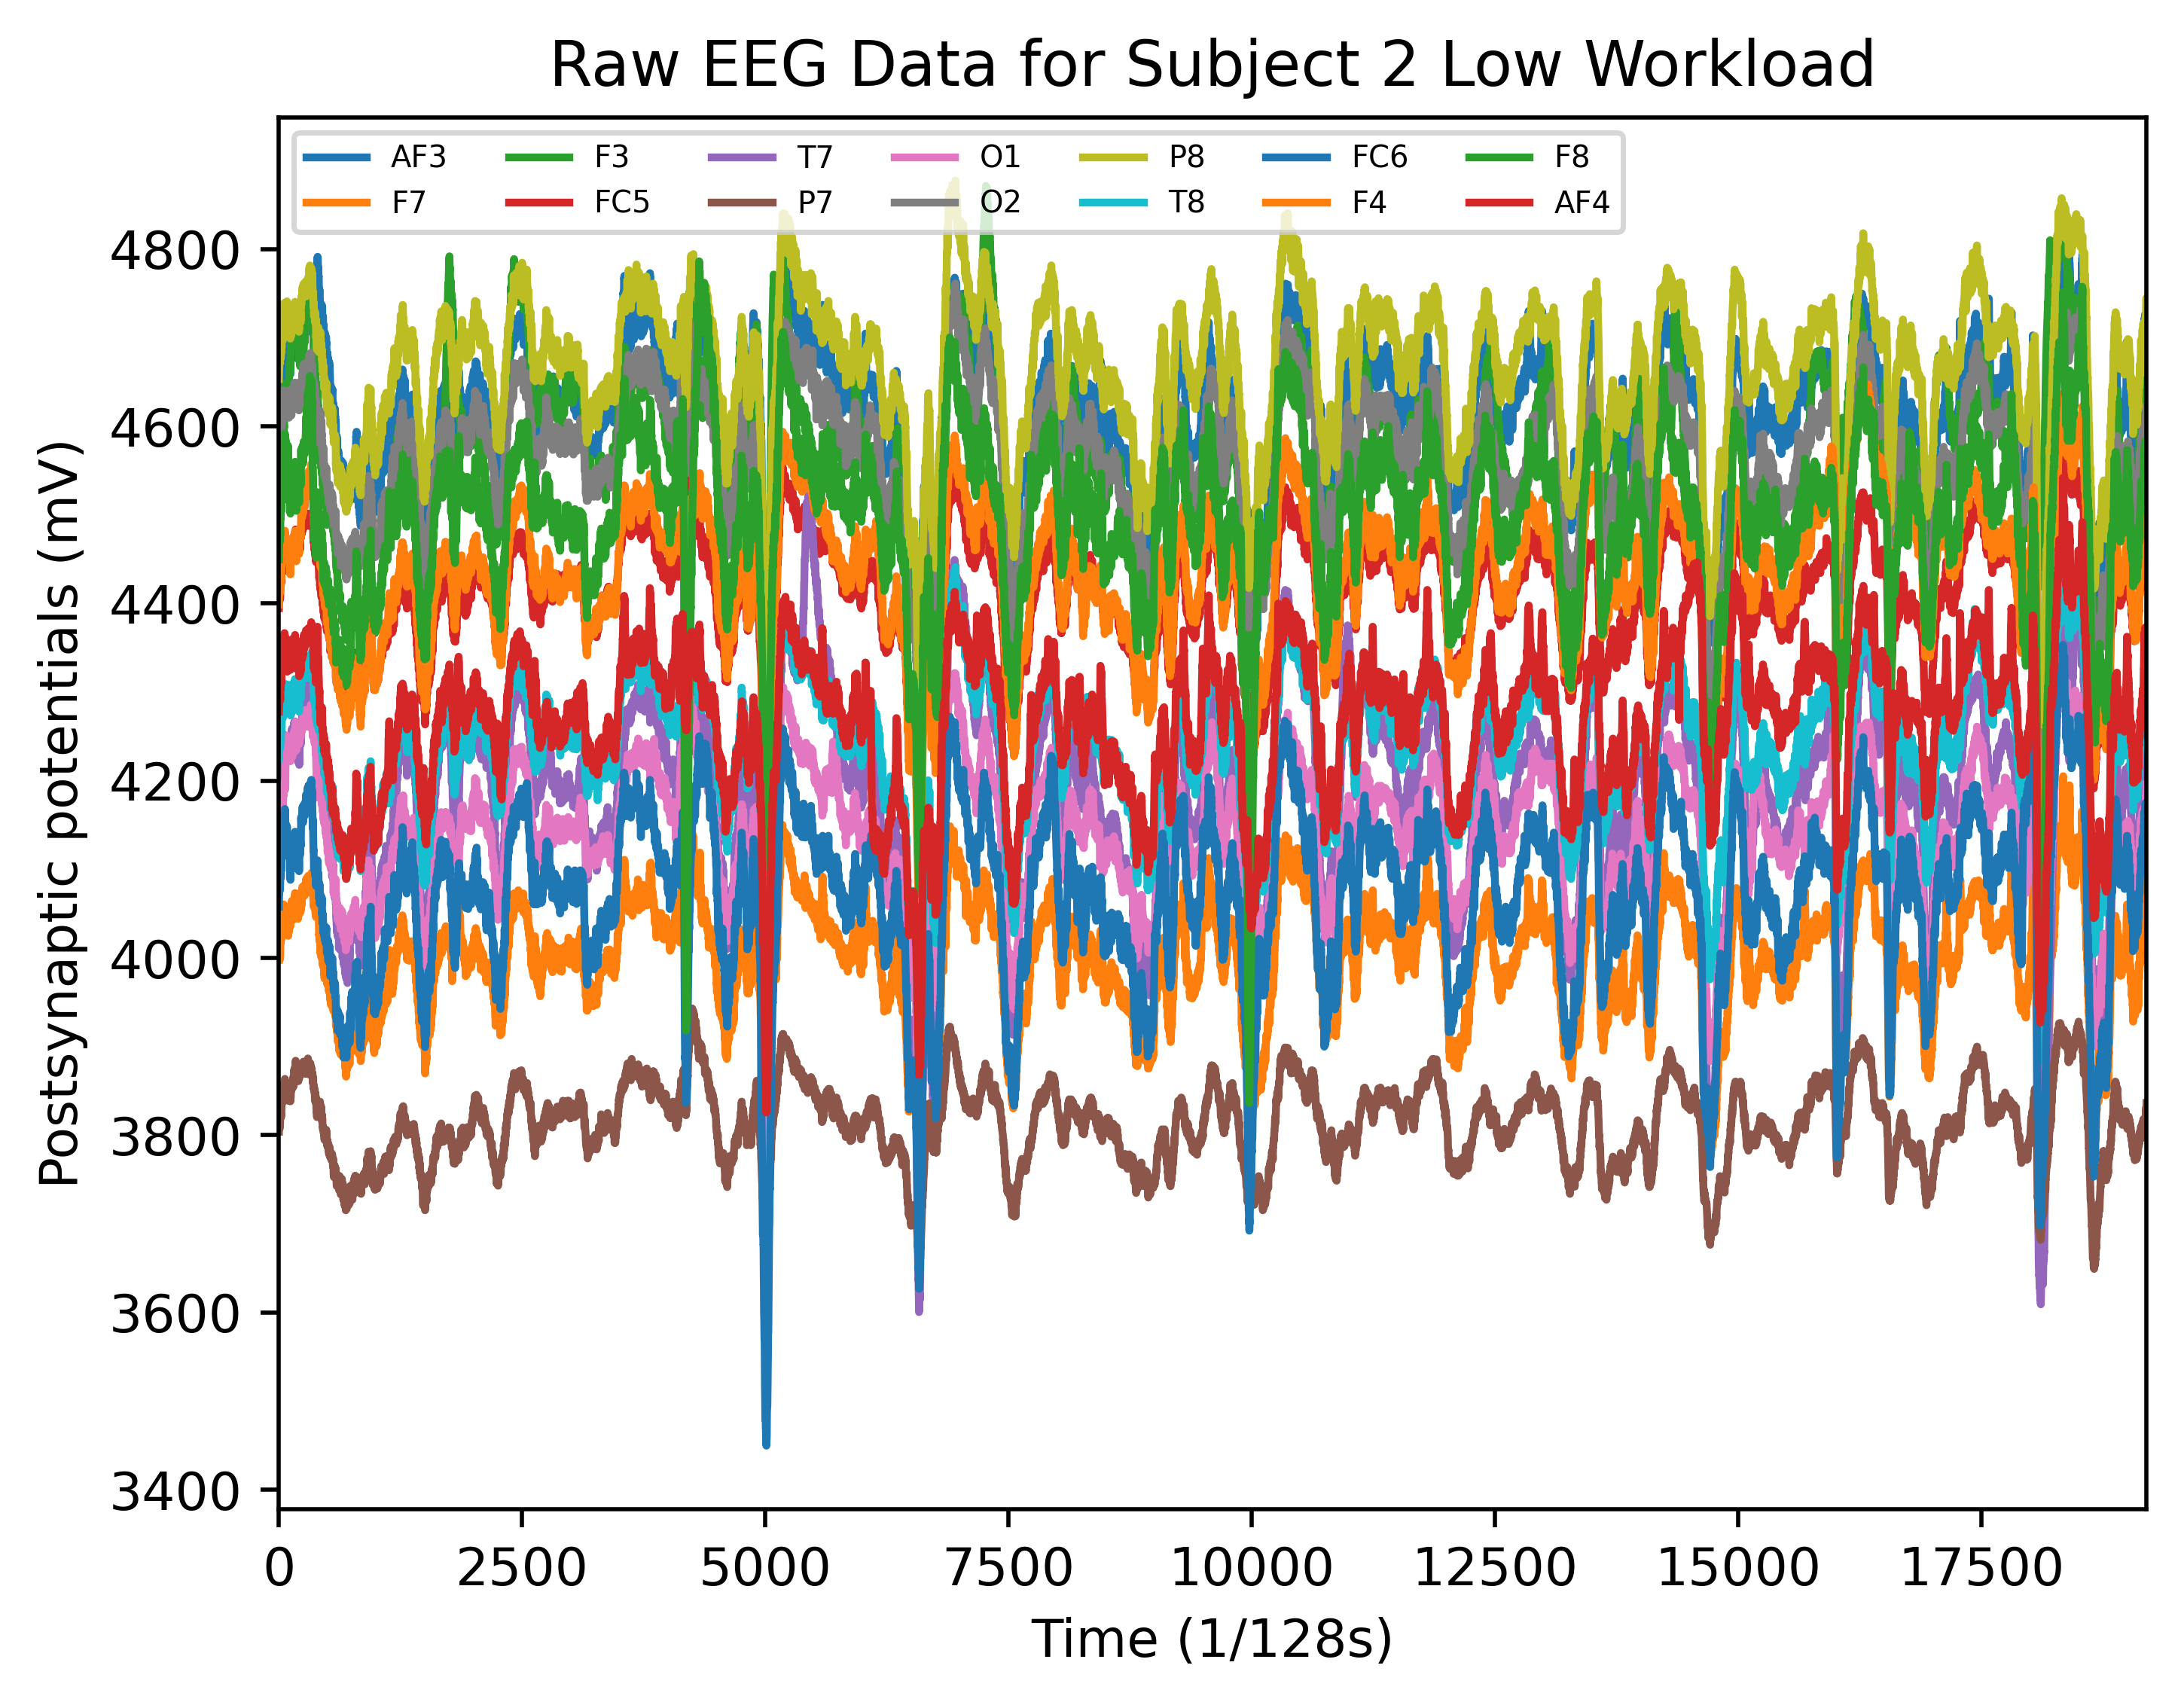 Raw EEG Data for Subject 2 Low Workload
AF3 F3 T7 O1 P8 FC6 F8
F7 FC5 P7 O2 T8 F4 AF4
4800
4600
4400
4200
4000
3800
3600
3400
Postsynaptic potentials (mV)
0 2500 5000 7500 10000 12500 15000 17500
Time (1/128s)